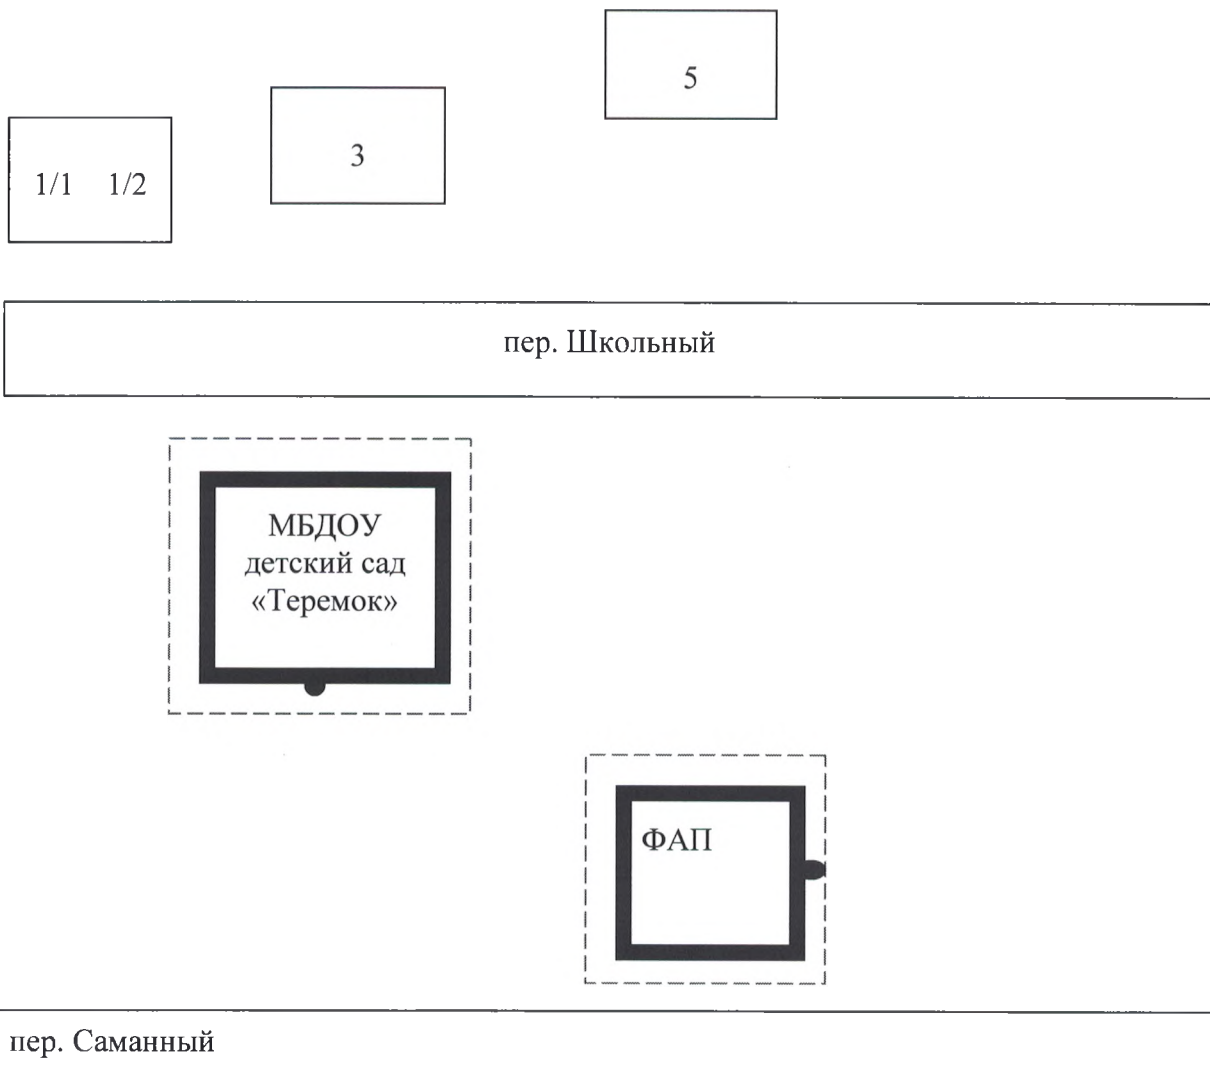 5
3
1/1 1/2
пер. Школьный
МБДОУ
детский сад
«Теремок»
ФАП
пер. Саманный